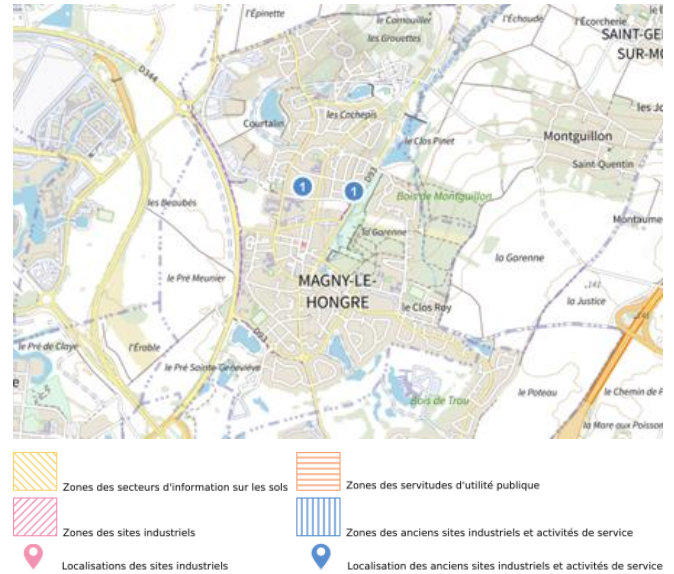 l'Épinette
le Cornouiller
l'Échaude
l'Écorcherie
SAINT-GE
SUR-MO
les Grouettes
D344
les Cochepis
les Jo
Courtalin
le Clos Pinet
Montguillon
Saint Quentin
1
1
D93
Bois de Montguillon
les Beaubés
Montaume
la Garenne
la Garenne
MAGNY-LE-
HONGRE
.141
le Pré Meunier
la Justice
le Clos Roy
D93
le Pré de Claye
l'Érable
le Pré Sainte-Geneviève
le Poteau
le Chemin de F
Bois de Trou
la Mare aux Poisson
Zones des secteurs d'information sur les sols
Zones des servitudes d'utilité publique
Zones des sites industriels
Zones des anciens sites industriels et activités de service
Localisations des sites industriels
Localisation des anciens sites industriels et activités de service